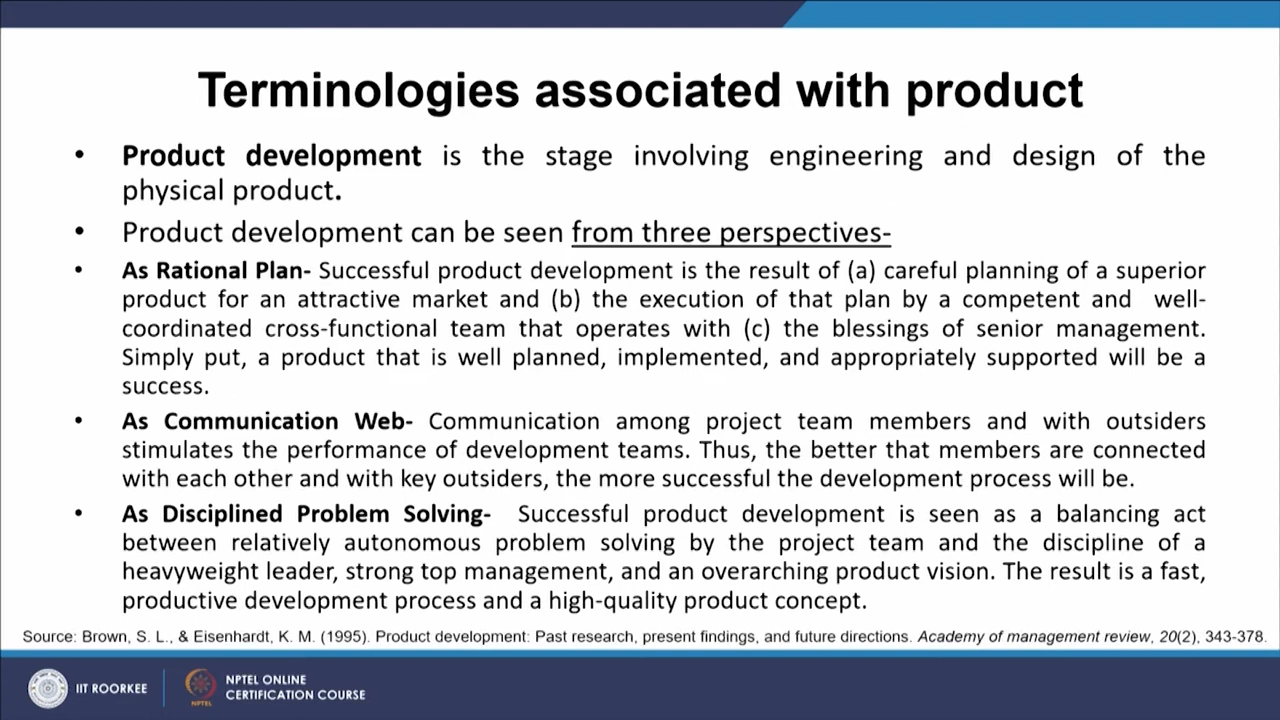 Terminologies associated with product
• Product development is the stage involving engineering and design of the
physical product.
• Product development can be seen from three perspectives-
• As Rational Plan- Successful product development is the result of (a) careful planning of a superior
product for an attractive market and (b) the execution of that plan by a competent and well-
coordinated cross-functional team that operates with (c) the blessings of senior management.
Simply put, a product that is well planned, implemented, and appropriately supported will be a
success.
• As Communication Web- Communication among project team members and with outsiders
stimulates the performance of development teams. Thus, the better that members are connected
with each other and with key outsiders, the more successful the development process will be.
• As Disciplined Problem Solving- Successful product development is seen as a balancing act
between relatively autonomous problem solving by the project team and the discipline of a
heavyweight leader, strong top management, and an overarching product vision. The result is a fast,
productive development process and a high-quality product concept.
Source: Brown, S. L., & Eisenhardt, K. M. (1995). Product development: Past research, present findings, and future directions. Academy of management review, 20(2), 343-378.
IIT ROORKEE
NPTEL
NPTEL ONLINE
CERTIFICATION COURSE